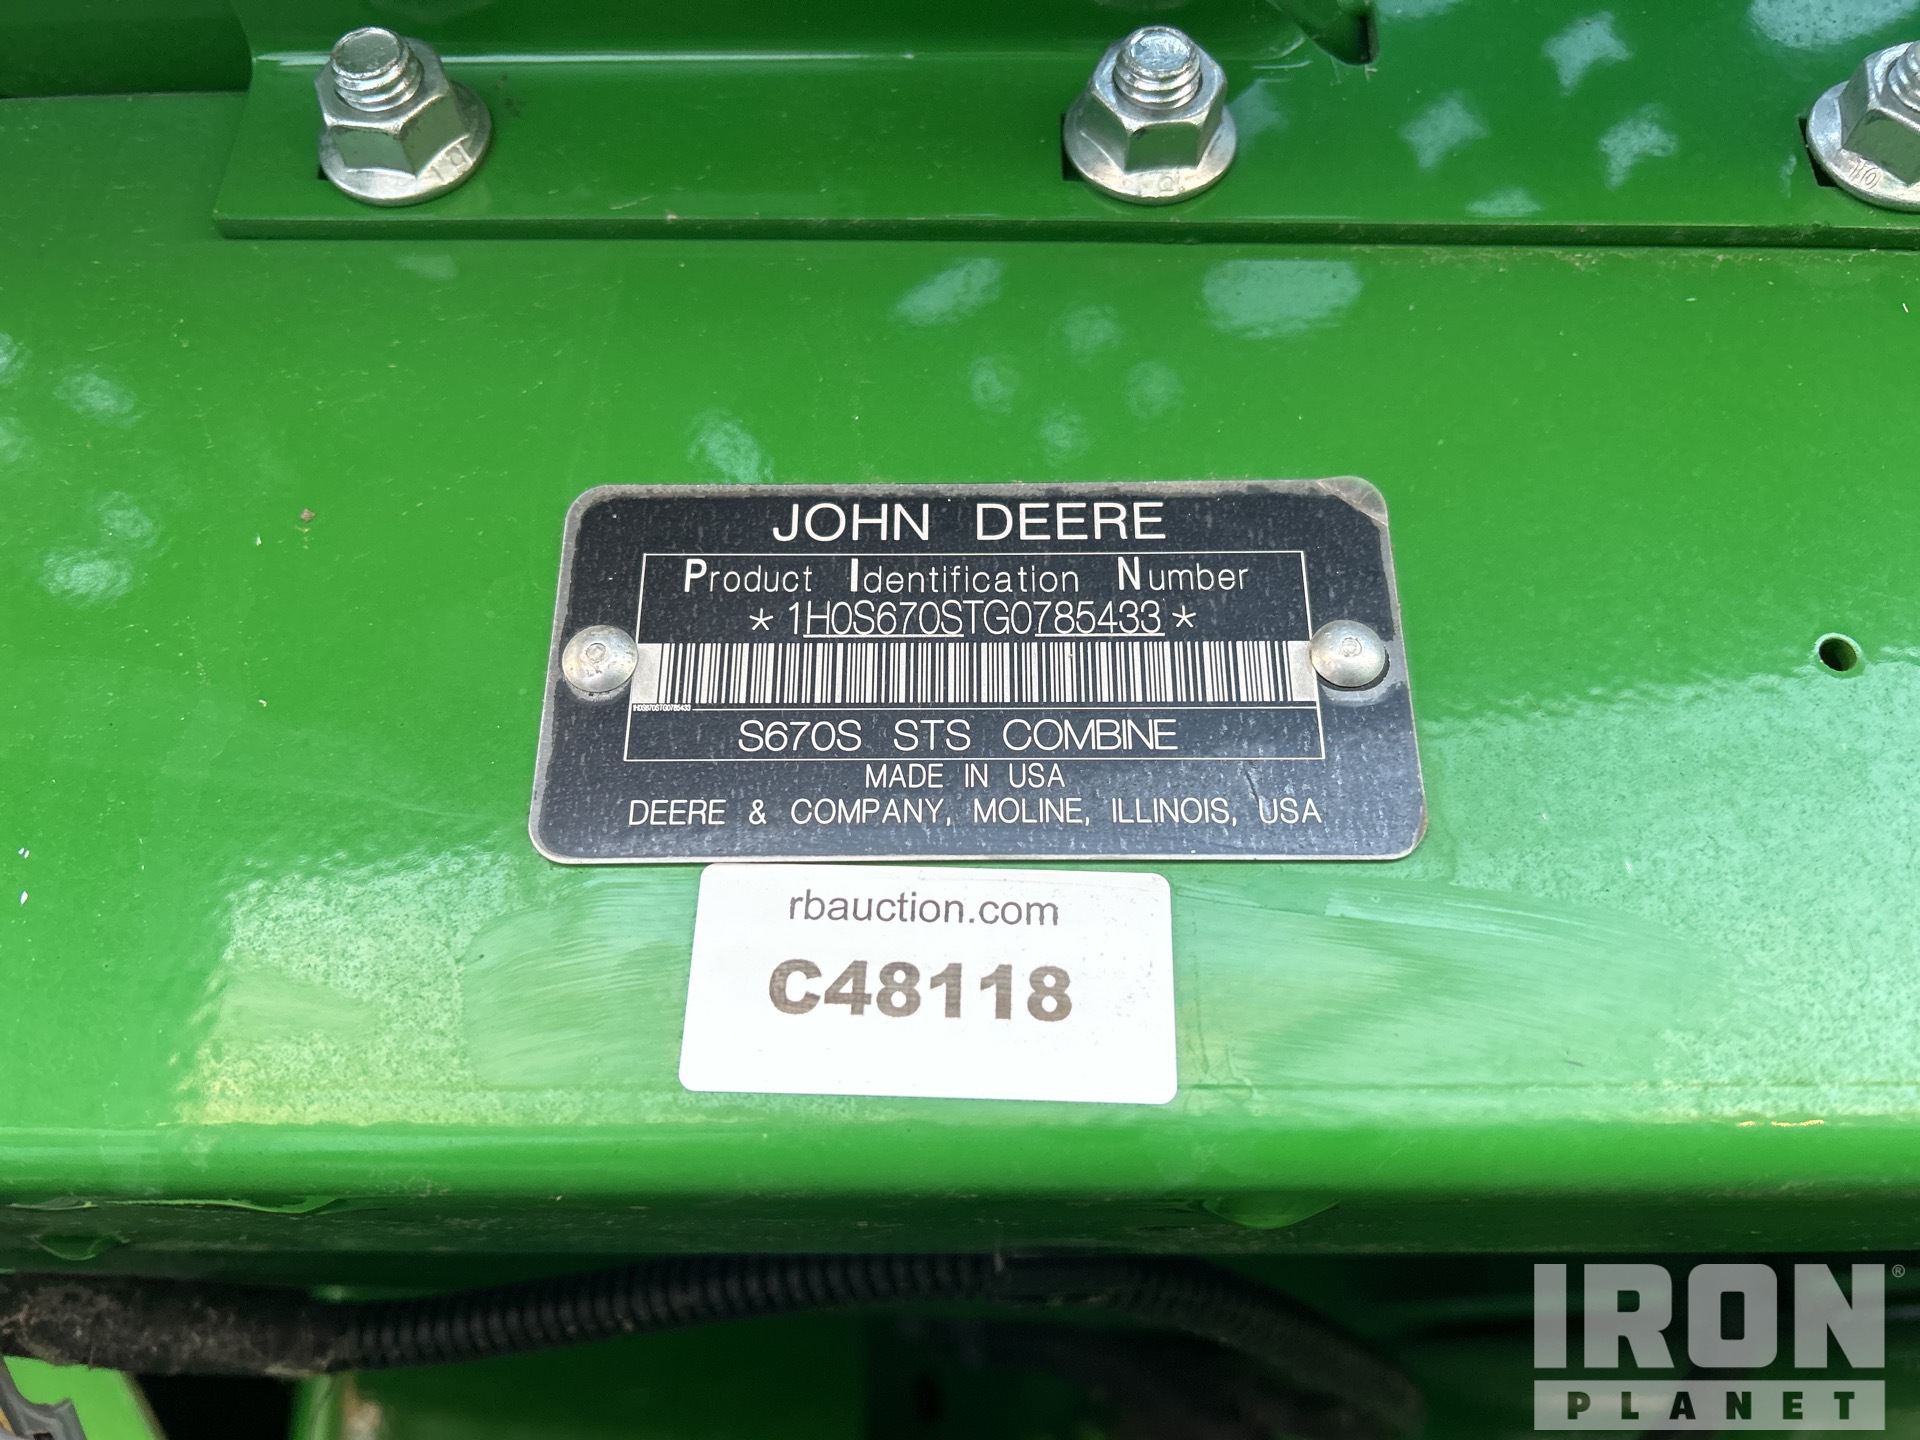 JOHN DEERE
Product Identification Number
*1H0S670STG0785433*
1H0S670STG0785433
S670S STS COMBINE
MADE IN USA
DEERE & COMPANY, MOLINE, ILLINOIS, USA
rbauction.com
C48118
IRON®
PLANET